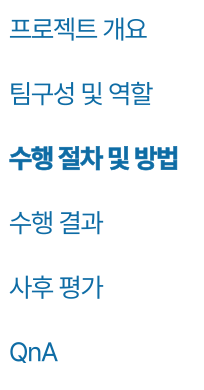 프로젝트 개요
팀구성 및 역할
수행 절차 및 방법
수행 결과
사후 평가
QnA